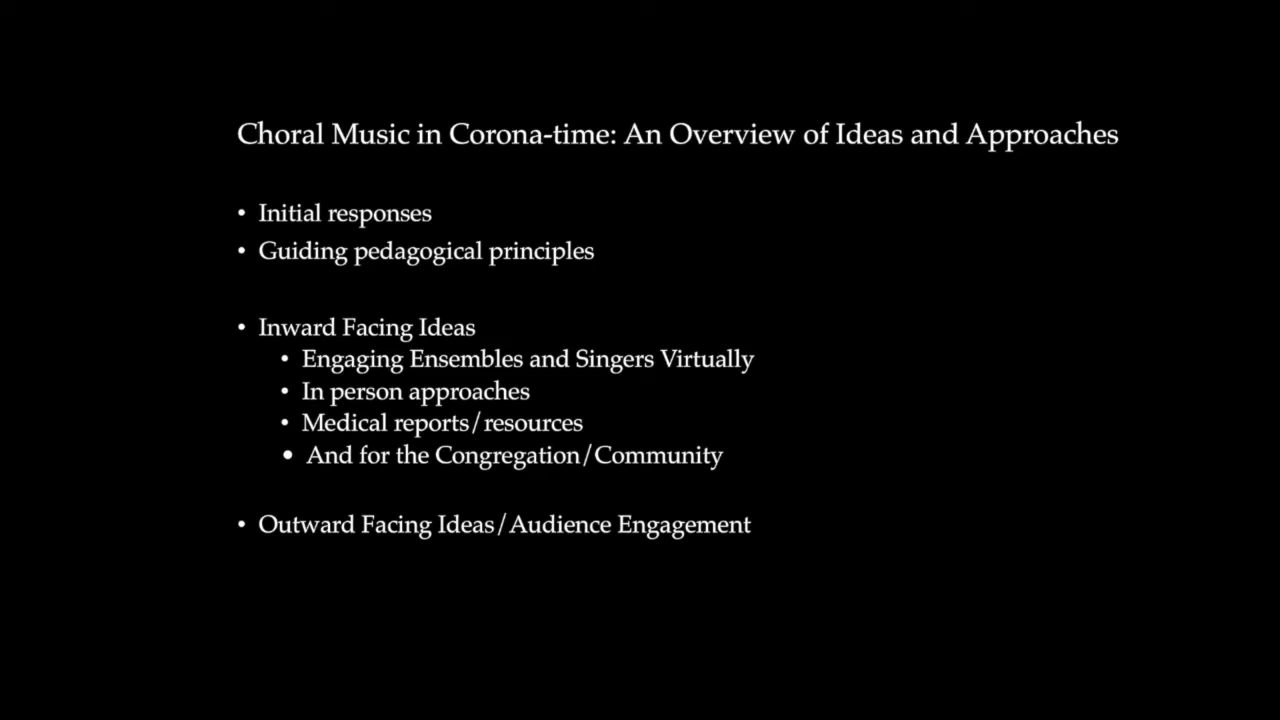 Choral Music in Corona-time: An Overview of Ideas and Approaches
• Initial responses
• Guiding pedagogical principles
• Inward Facing Ideas
• Engaging Ensembles and Singers Virtually
• In person approaches
• Medical reports/resources
• And for the Congregation/Community
• Outward Facing Ideas/Audience Engagement